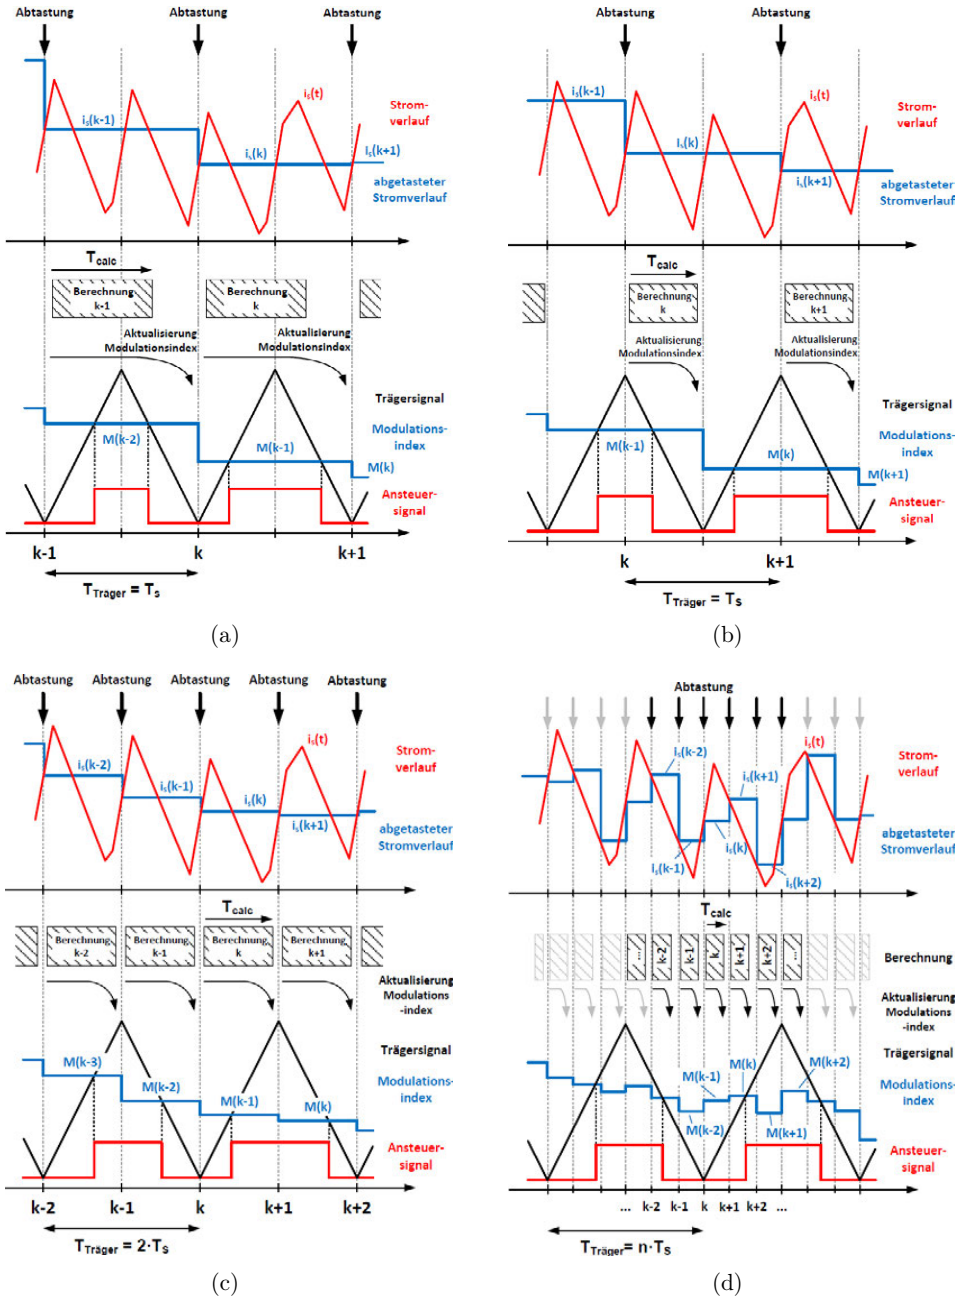 Abtastung Abtastung Abtastung
iₛ(t)
Strom-
verlauf
iₛ(k-1)
iₛ(k)
iₛ(k+1)
abgetasteter
Stromverlauf
Tcalc
Berechnung
k-1
Berechnung
k
Aktualisierung
Modulationsindex
Trägersignal
M(k-2)
M(k-1)
M(k)
Modulations-
index
Ansteuer-
signal
k-1 k k+1
TTräger = TS
(a)
Abtastung Abtastung
iₛ(k-1)
iₛ(t)
Strom-
verlauf
iₛ(k)
iₛ(k+1)
abgetasteter
Stromverlauf
Tcalc
Berechnung
k
Berechnung
k+1
Aktualisierung
Modulationsindex
Aktualisierung
Modulationsindex
Trägersignal
M(k-1)
M(k)
M(k+1)
Modulations-
index
Ansteuer-
signal
k k+1
TTräger = TS
(b)
Abtastung Abtastung Abtastung Abtastung Abtastung
iₛ(t)
Strom-
verlauf
iₛ(k-2)
iₛ(k-1)
iₛ(k)
iₛ(k+1)
abgetasteter
Stromverlauf
Tcalc
Berechnung
k-2
Berechnung
k-1
Berechnung
k
Berechnung
k+1
Aktualisierung
Modulations
-index
Trägersignal
M(k-3)
M(k-2)
M(k-1)
M(k)
Modulations-
index
Ansteuer-
signal
k-2 k-1 k k+1 k+2
TTräger = 2·TS
(c)
Abtastung
iₛ(t)
iₛ(k-2)
Strom-
verlauf
iₛ(k+1)
iₛ(k)
iₛ(k-1)
iₛ(k+2)
abgetasteter
Stromverlauf
Tcalc
... k-2 k-1 k k+1 k+2 ...
Berechnung
Aktualisierung
Modulations
-index
Trägersignal
M(k-1)
M(k)
M(k+2)
M(k-2)
M(k+1)
Modulations-
index
Ansteuer-
signal
... k-2 k-1 k k+1 k+2 ...
TTräger= n·TS
(d)